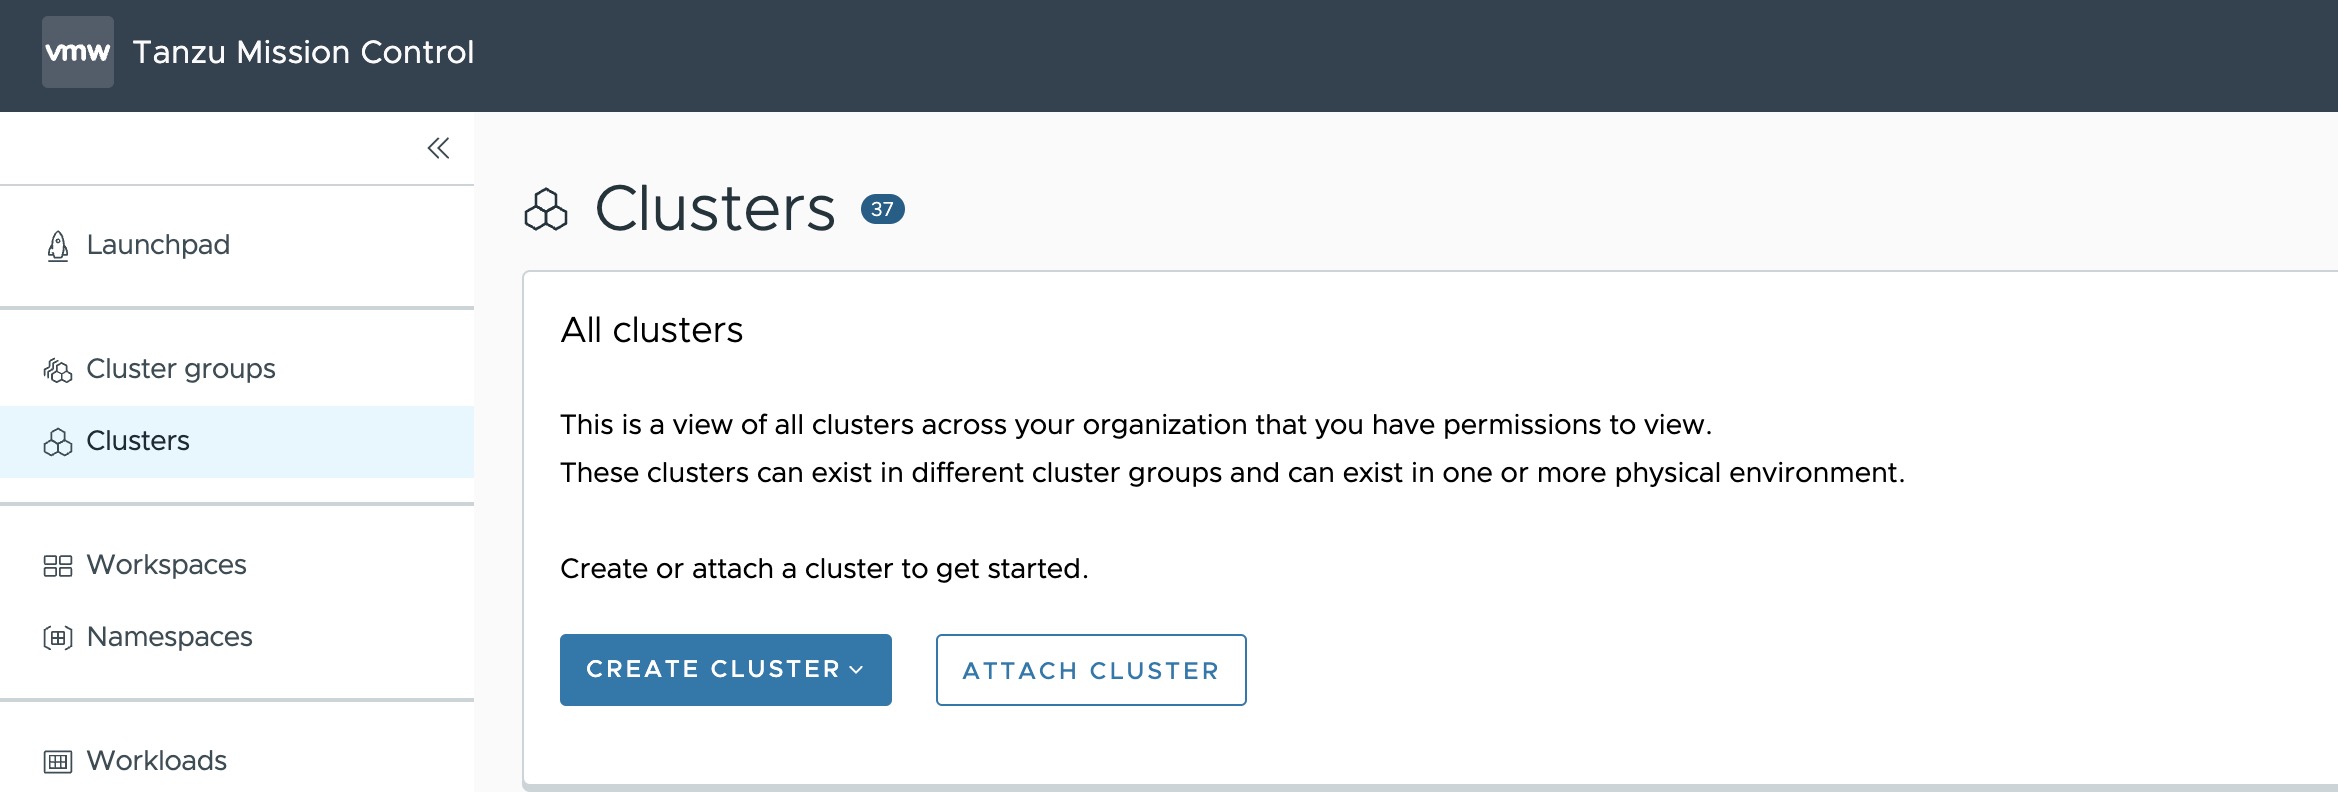 vmw Tanzu Mission Control
Launchpad
Cluster groups
Clusters
Workspaces
Namespaces
Workloads
Clusters 37
All clusters
This is a view of all clusters across your organization that you have permissions to view.
These clusters can exist in different cluster groups and can exist in one or more physical environment.
Create or attach a cluster to get started.
CREATE CLUSTER
ATTACH CLUSTER